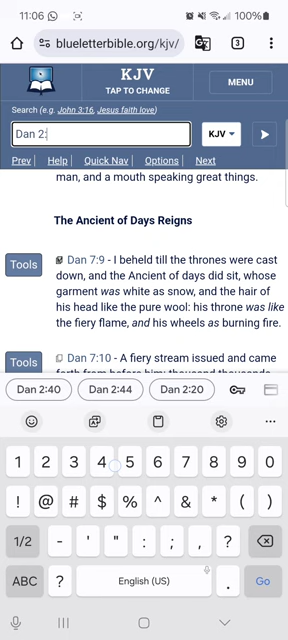 11:06
100%
blueletterbible.org/kjv/
3
KJV
TAP TO CHANGE
MENU
Search (e.g. John 3:16, Jesus faith love)
Dan 2:
KJV
Prev | Help | Quick Nav | Options | Next
man, and a mouth speaking great things.
The Ancient of Days Reigns
Tools
Dan 7:9 - I beheld till the thrones were cast
down, and the Ancient of days did sit, whose
garment was white as snow, and the hair of
his head like the pure wool: his throne was like
the fiery flame, and his wheels as burning fire.
Tools
Dan 7:10 - A fiery stream issued and came
forth from before him: thousand thousands
Dan 2:40
Dan 2:44
Dan 2:20
1 2 3 4 5 6 7 8 9 0
! @ # $ % ^ & * ( )
1/2 - ' " : ; , ?
ABC ? English (US) . Go